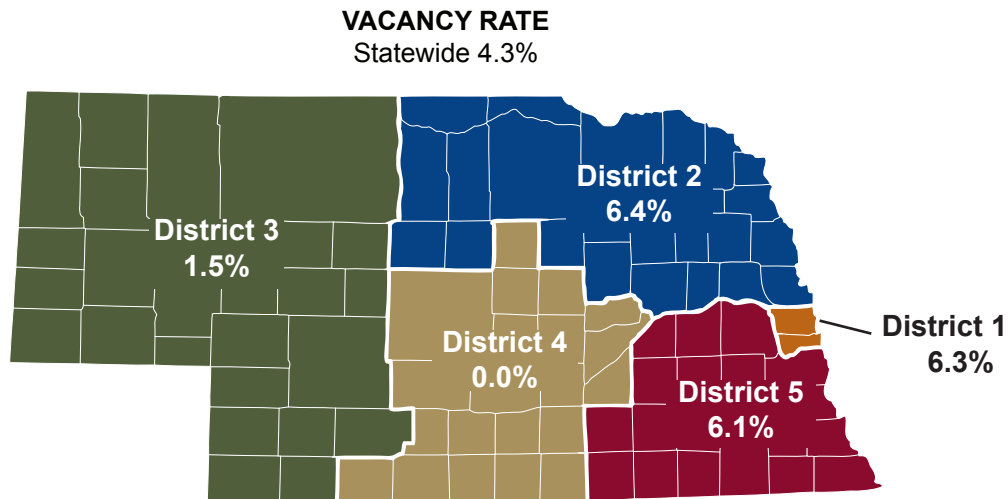 VACANCY RATE
Statewide 4.3%
District 2
6.4%
District 3
1.5%
District 1
6.3%
District 4
0.0%
District 5
6.1%